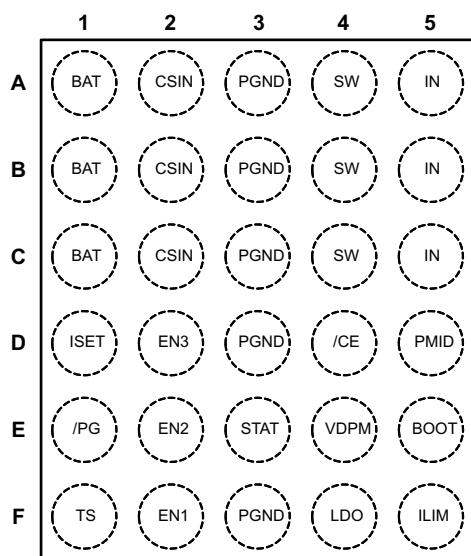 1 2 3 4 5
A BAT CSIN PGND SW IN
B BAT CSIN PGND SW IN
C BAT CSIN PGND SW IN
D ISET EN3 PGND /CE PMID
E /PG EN2 STAT VDPM BOOT
F TS EN1 PGND LDO ILIM